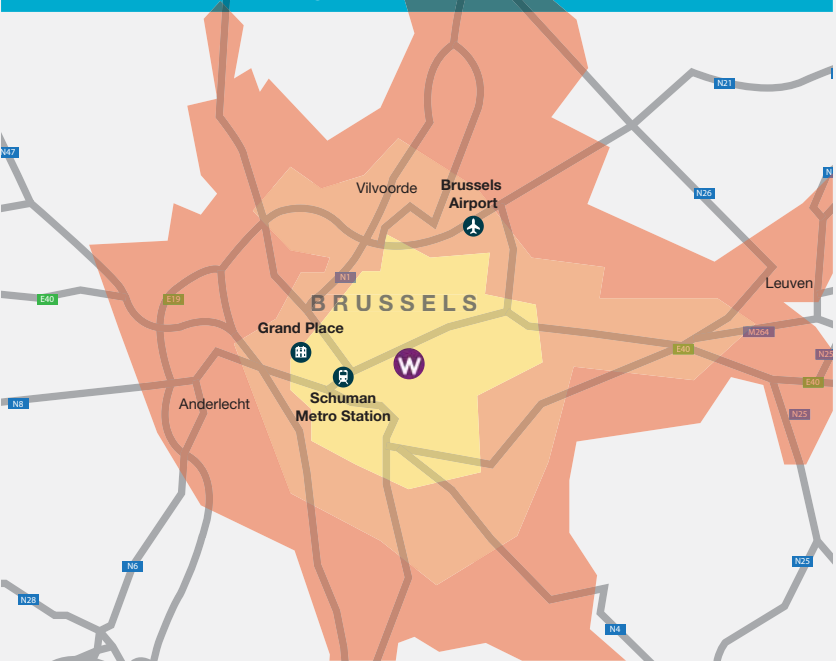 N21
N47
N
Vilvoorde
Brussels
Airport
N26
N1
Leuven
E40
E19
BRUSSELS
Grand Place
M264
W
E40
N25
E40
Schuman
Metro Station
Anderlecht
N8
N25
N6
N25
N28
N4